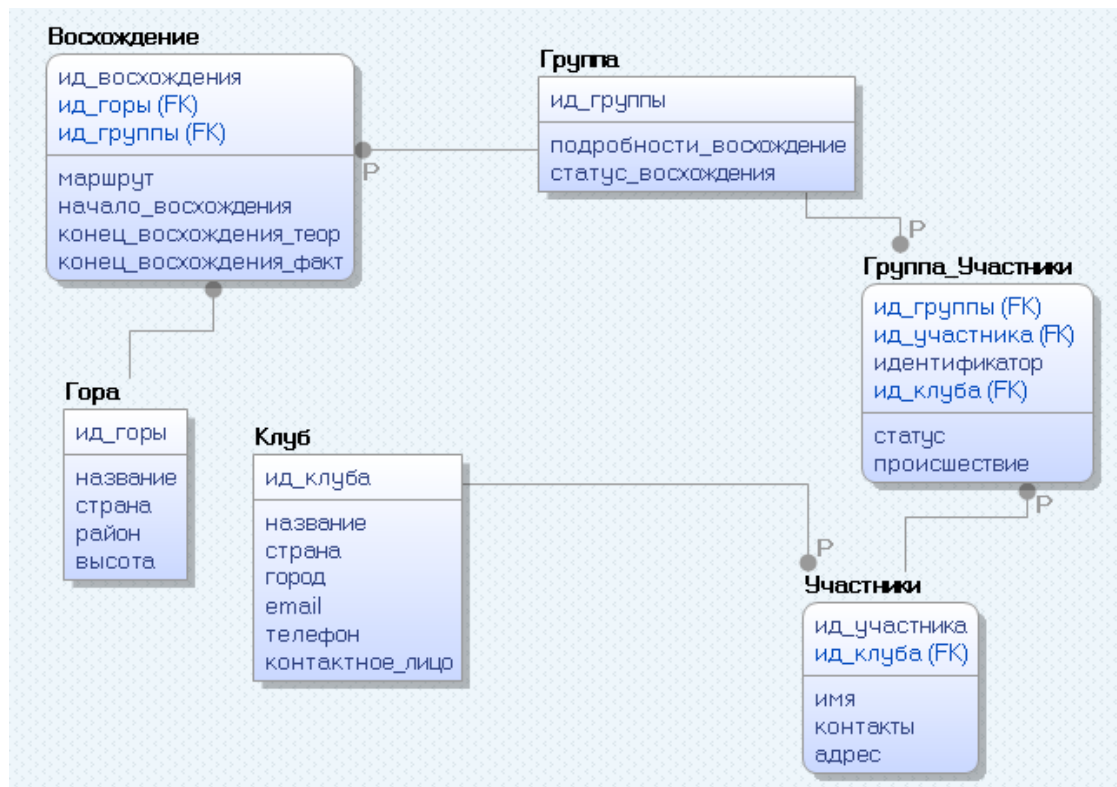 Восхождение
ид_восхождения
ид_горы (FK)
ид_группы (FK)
маршрут
начало_восхождения
конец_восхождения_теор
конец_восхождения_факт
P
Группа
ид_группы
подробности_восхождение
статус_восхождения
P
Группа_Участники
ид_группы (FK)
ид_участника (FK)
идентификатор
ид_клуба (FK)
статус
происшествие
P
Гора
ид_горы
название
страна
район
высота
Клуб
ид_клуба
название
страна
город
email
телефон
контактное_лицо
P
Участники
ид_участника
ид_клуба (FK)
имя
контакты
адрес